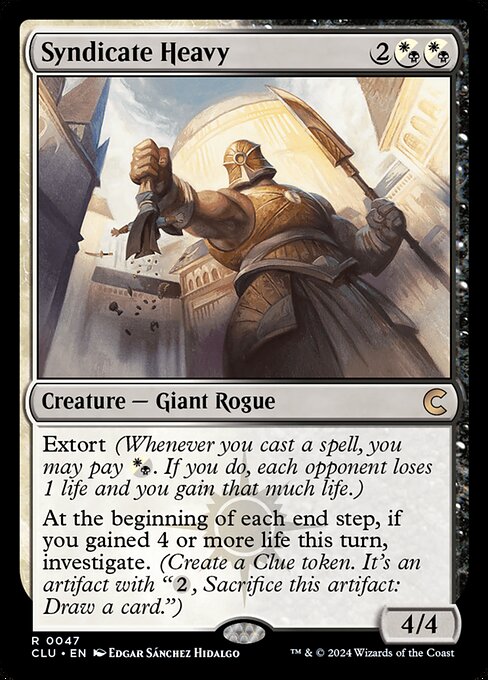 Syndicate Heavy 2
Creature — Giant Rogue
Extort (Whenever you cast a spell, you
may pay . If you do, each opponent loses
1 life and you gain that much life.)
At the beginning of each end step, if
you gained 4 or more life this turn,
investigate. (Create a Clue token. It's an
artifact with “2, Sacrifice this artifact:
Draw a card.”)
4/4
R 0047
CLU • EN Edgar Sánchez Hidalgo ™ & © 2024 Wizards of the Coast